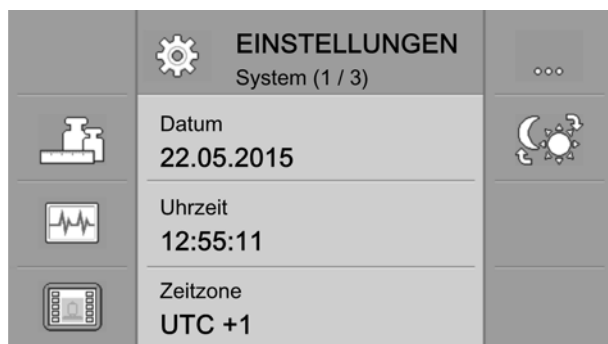 EINSTELLUNGEN
System (1 / 3)
Datum
22.05.2015
Uhrzeit
12:55:11
Zeitzone
UTC +1